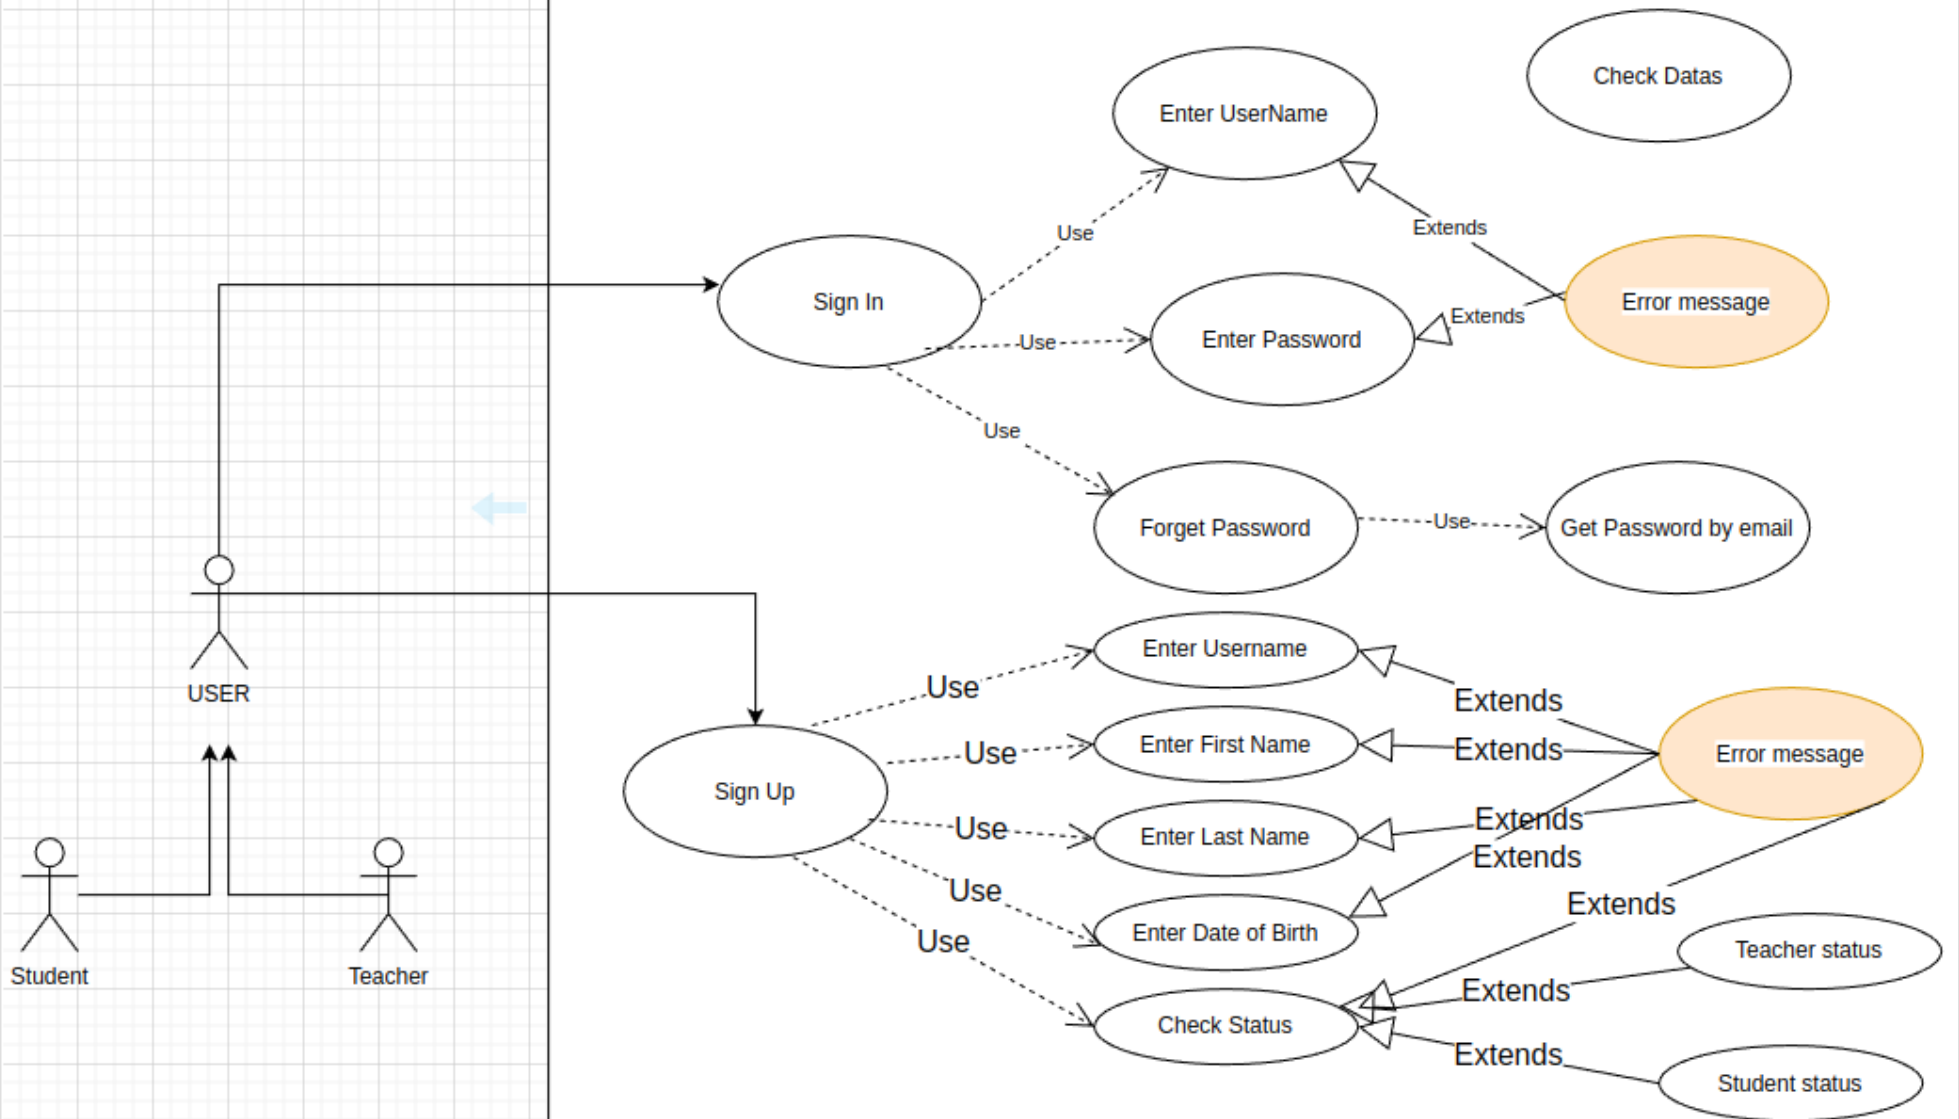 Check Datas
Enter UserName
Use
Extends
Sign In
Error message
Extends
Use
Enter Password
Use
Forget Password
Use
Get Password by email
USER
Enter Username
Use
Extends
Enter First Name
Use
Extends
Error message
Sign Up
Extends
Use
Enter Last Name
Extends
Use
Extends
Enter Date of Birth
Use
Teacher status
Extends
Student
Teacher
Check Status
Extends
Student status